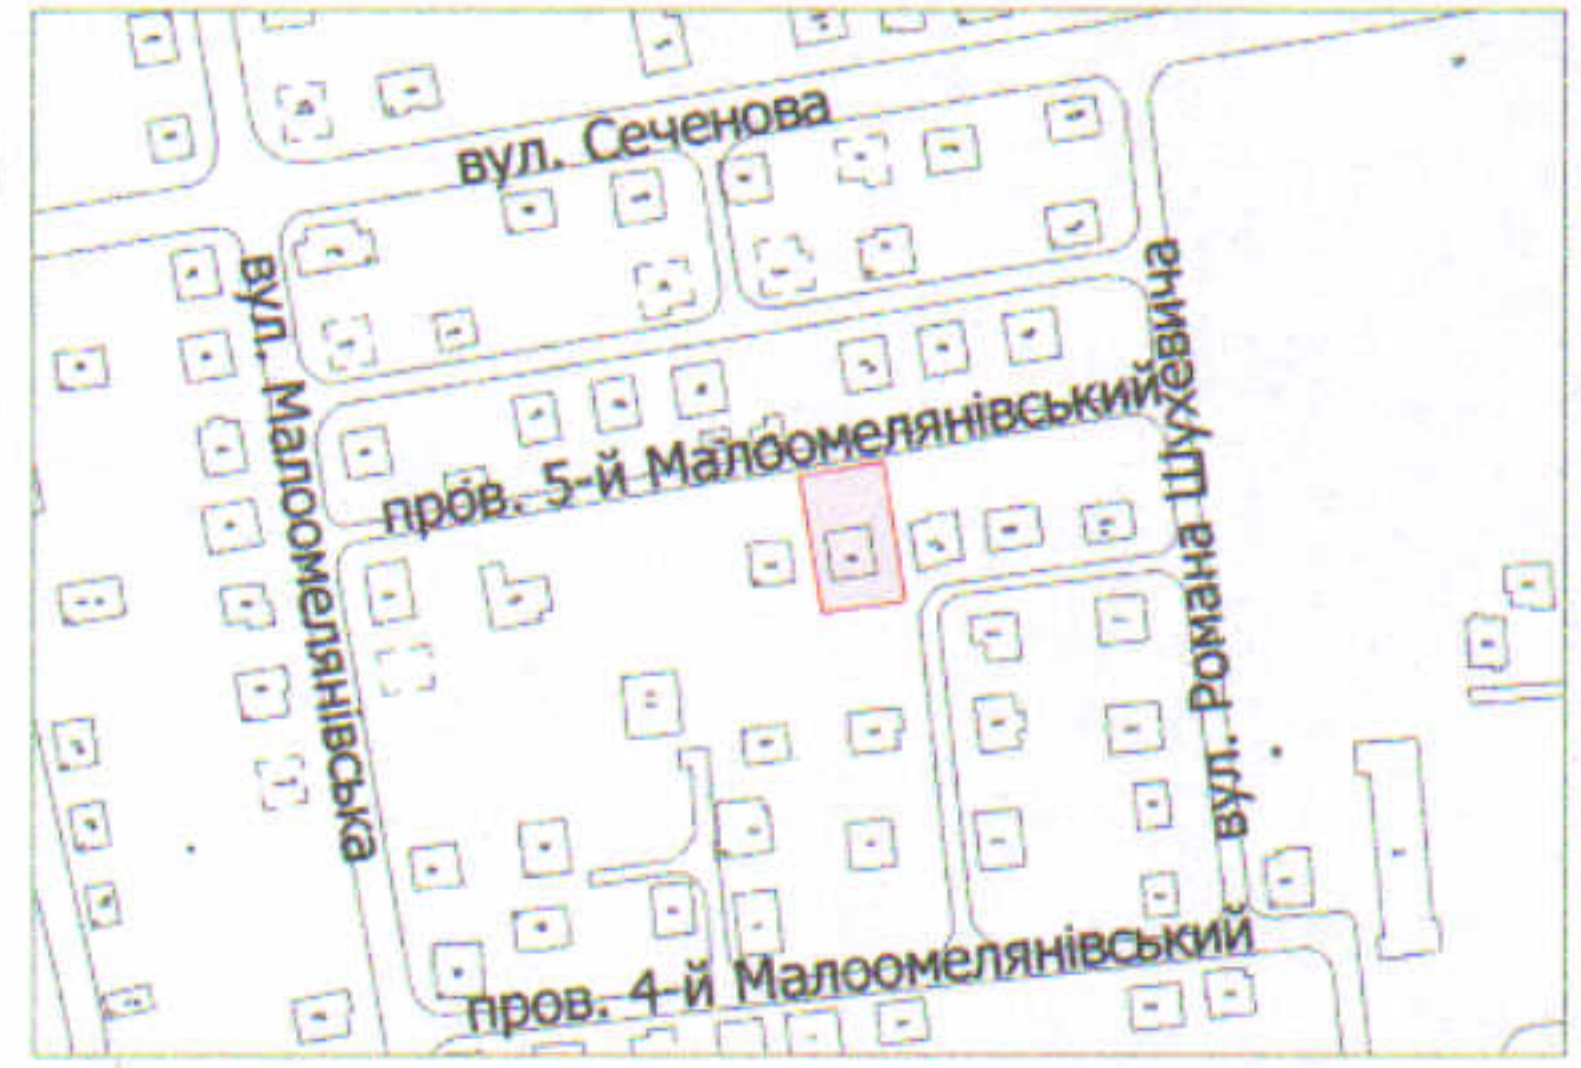 вул. Сеченова
вул. Малоомелянівська
вул. Романа Шухевича
пров. 5-й Малоомелянівський
пров. 4-й Малоомелянівський